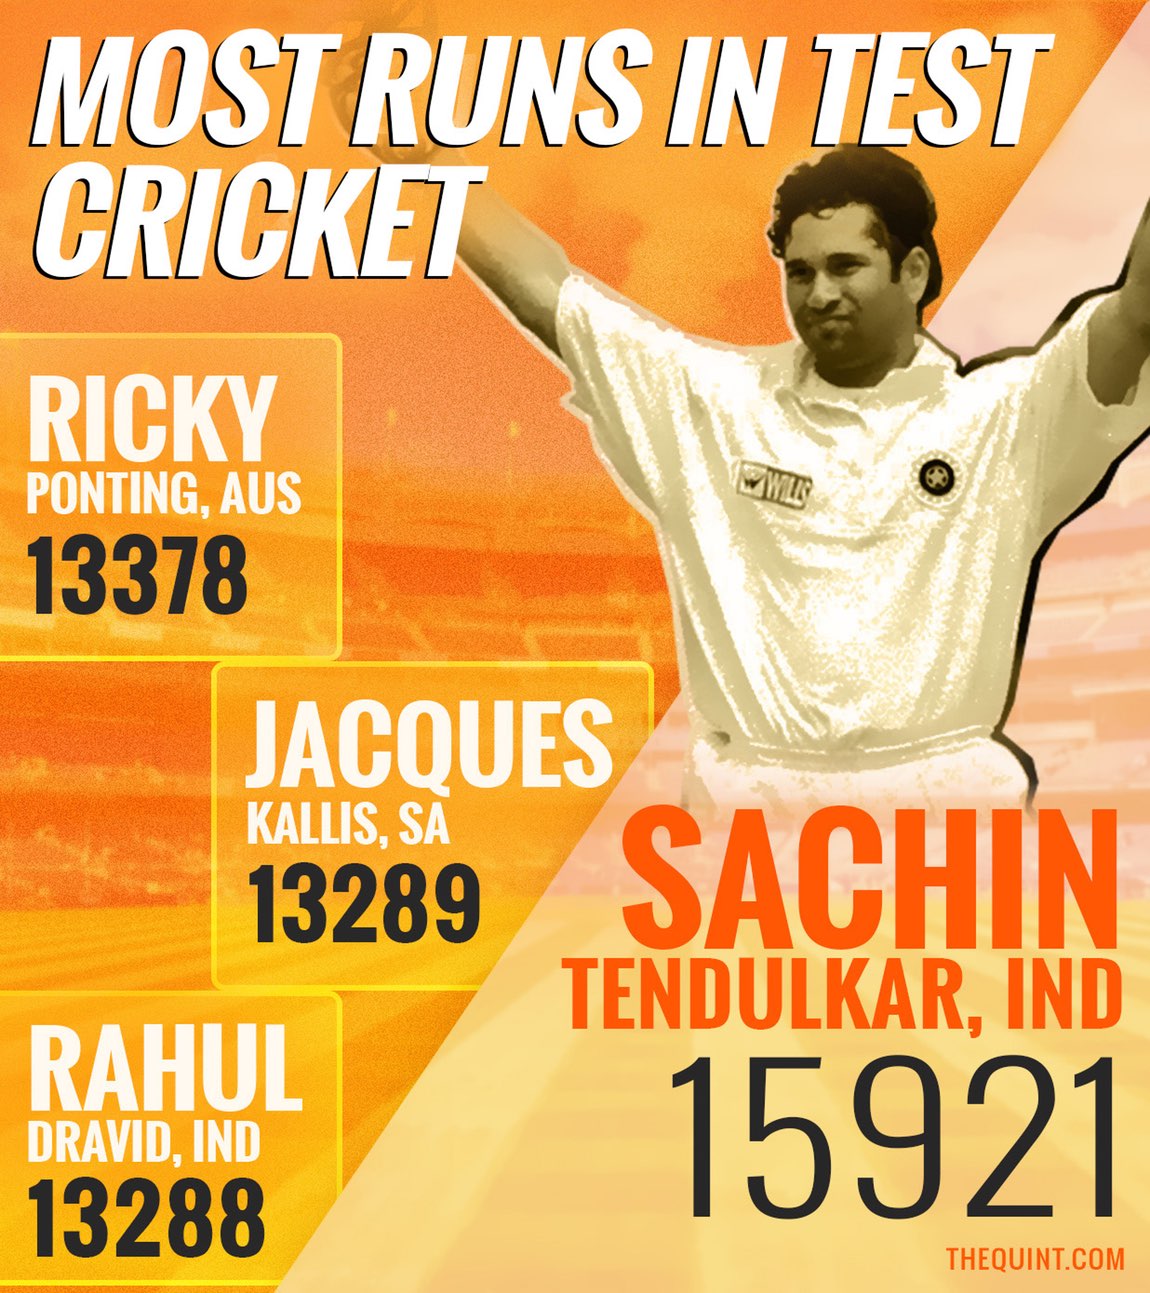 MOST RUNS IN TEST
CRICKET
RICKY
PONTING, AUS
13378
JACQUES
KALLIS, SA
13289
RAHUL
DRAVID, IND
13288
WILLS
SACHIN
TENDULKAR, IND
15921
THEQUINT.COM